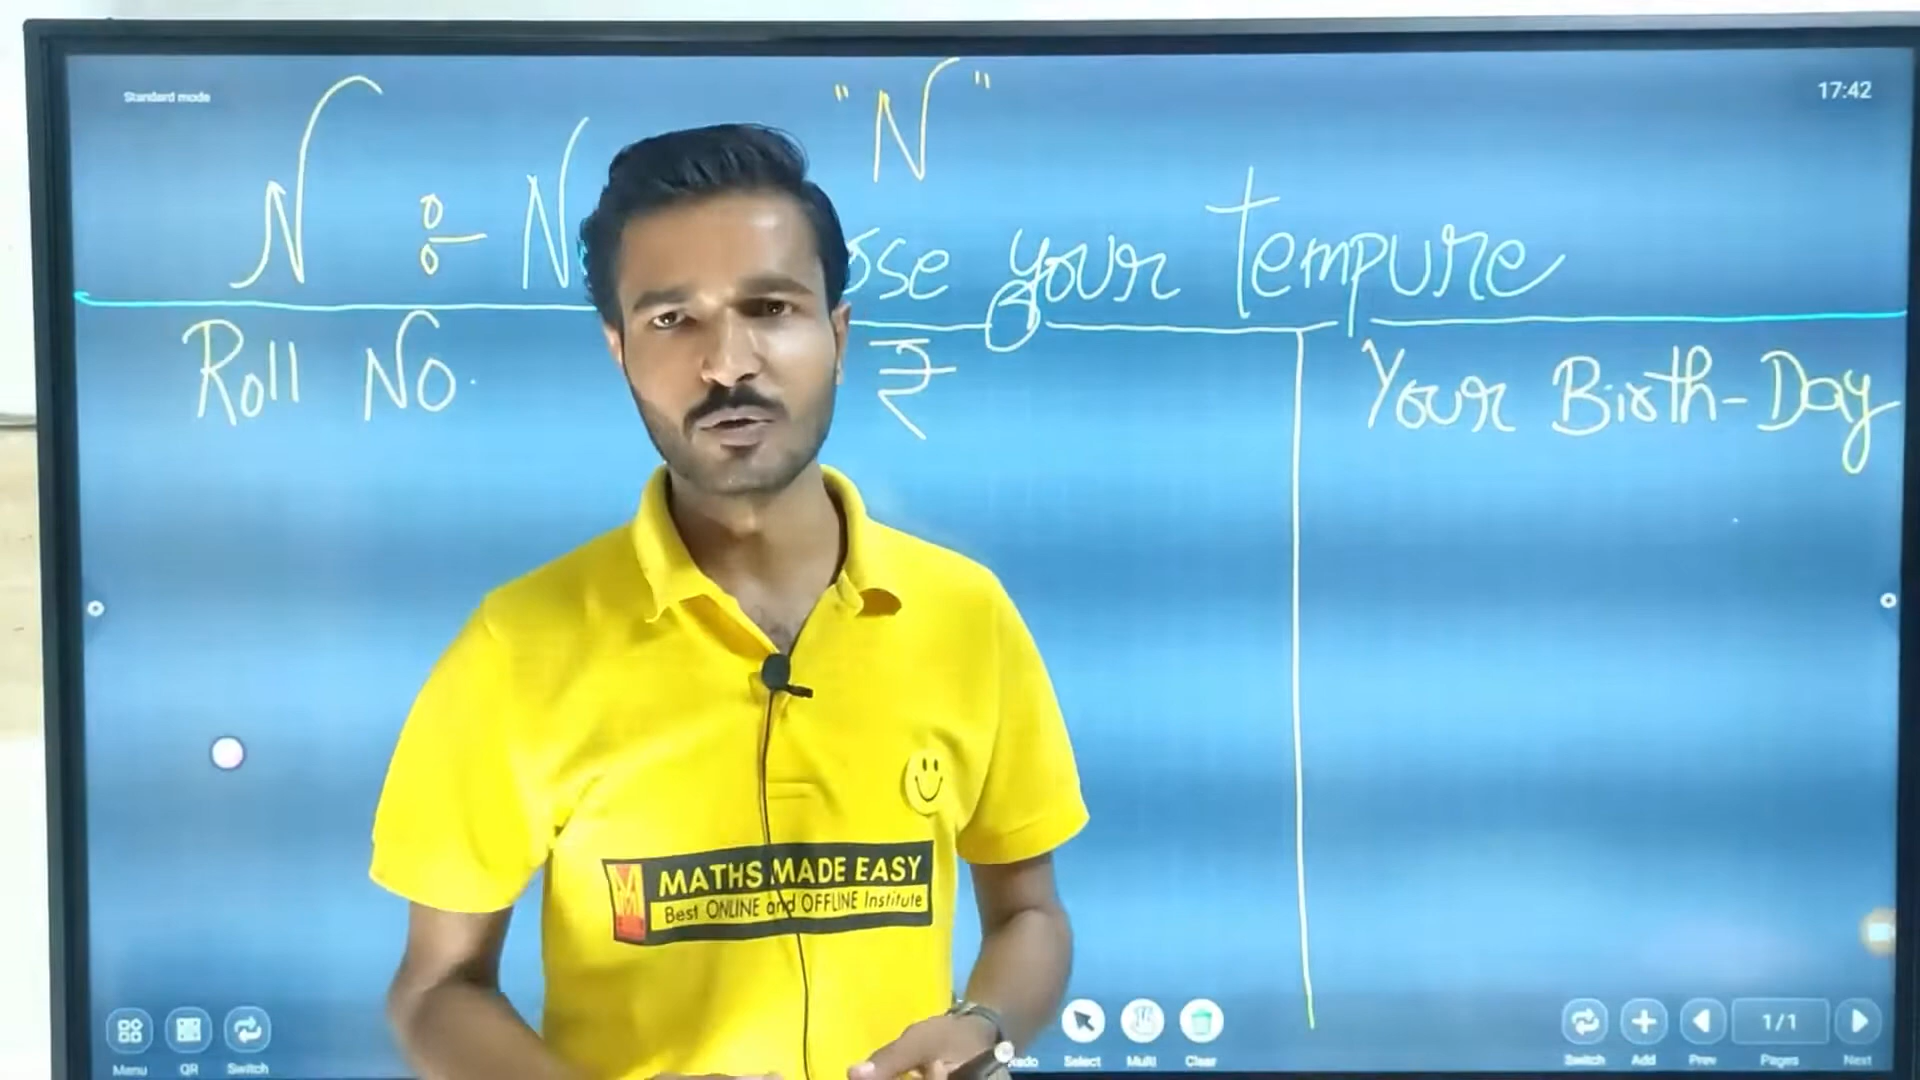 Standard mode
17:42
"N"
N :- N ose your Tempure
Roll No. ₹ Your Birth-Day
MATHS MADE EASY
Best ONLINE and OFFLINE Institute
Menu QR Switch Select Multi Clear Switch Add Prev 1/1 Pages Next